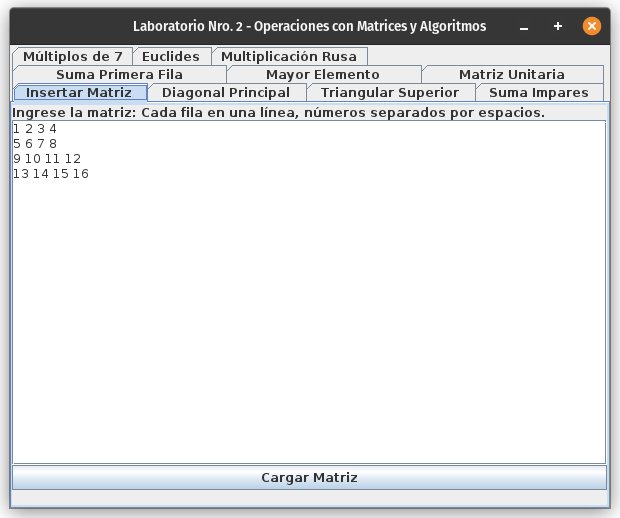 Laboratorio Nro. 2 - Operaciones con Matrices y Algoritmos
Múltiplos de 7 Euclides Multiplicación Rusa
Suma Primera Fila Mayor Elemento Matriz Unitaria
Insertar Matriz Diagonal Principal Triangular Superior Suma Impares
Ingrese la matriz: Cada fila en una línea, números separados por espacios.
1 2 3 4
5 6 7 8
9 10 11 12
13 14 15 16
Cargar Matriz